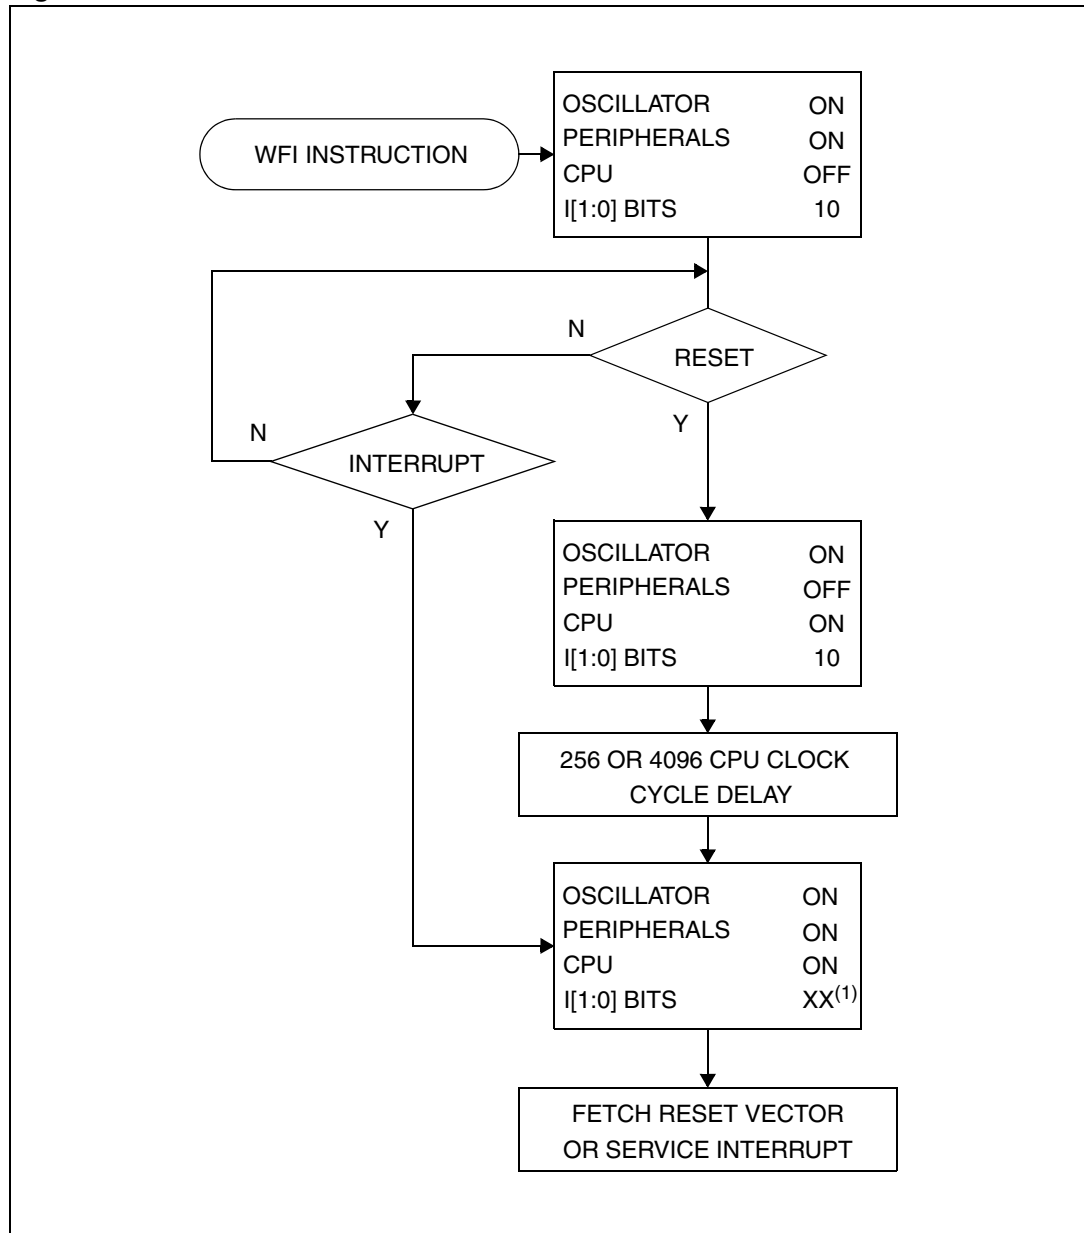 OSCILLATOR ON
PERIPHERALS ON
CPU OFF
I[1:0] BITS 10
WFI INSTRUCTION
N
RESET
Y
N
INTERRUPT
Y
OSCILLATOR ON
PERIPHERALS OFF
CPU ON
I[1:0] BITS 10
256 OR 4096 CPU CLOCK
CYCLE DELAY
OSCILLATOR ON
PERIPHERALS ON
CPU ON
I[1:0] BITS XX(1)
FETCH RESET VECTOR
OR SERVICE INTERRUPT